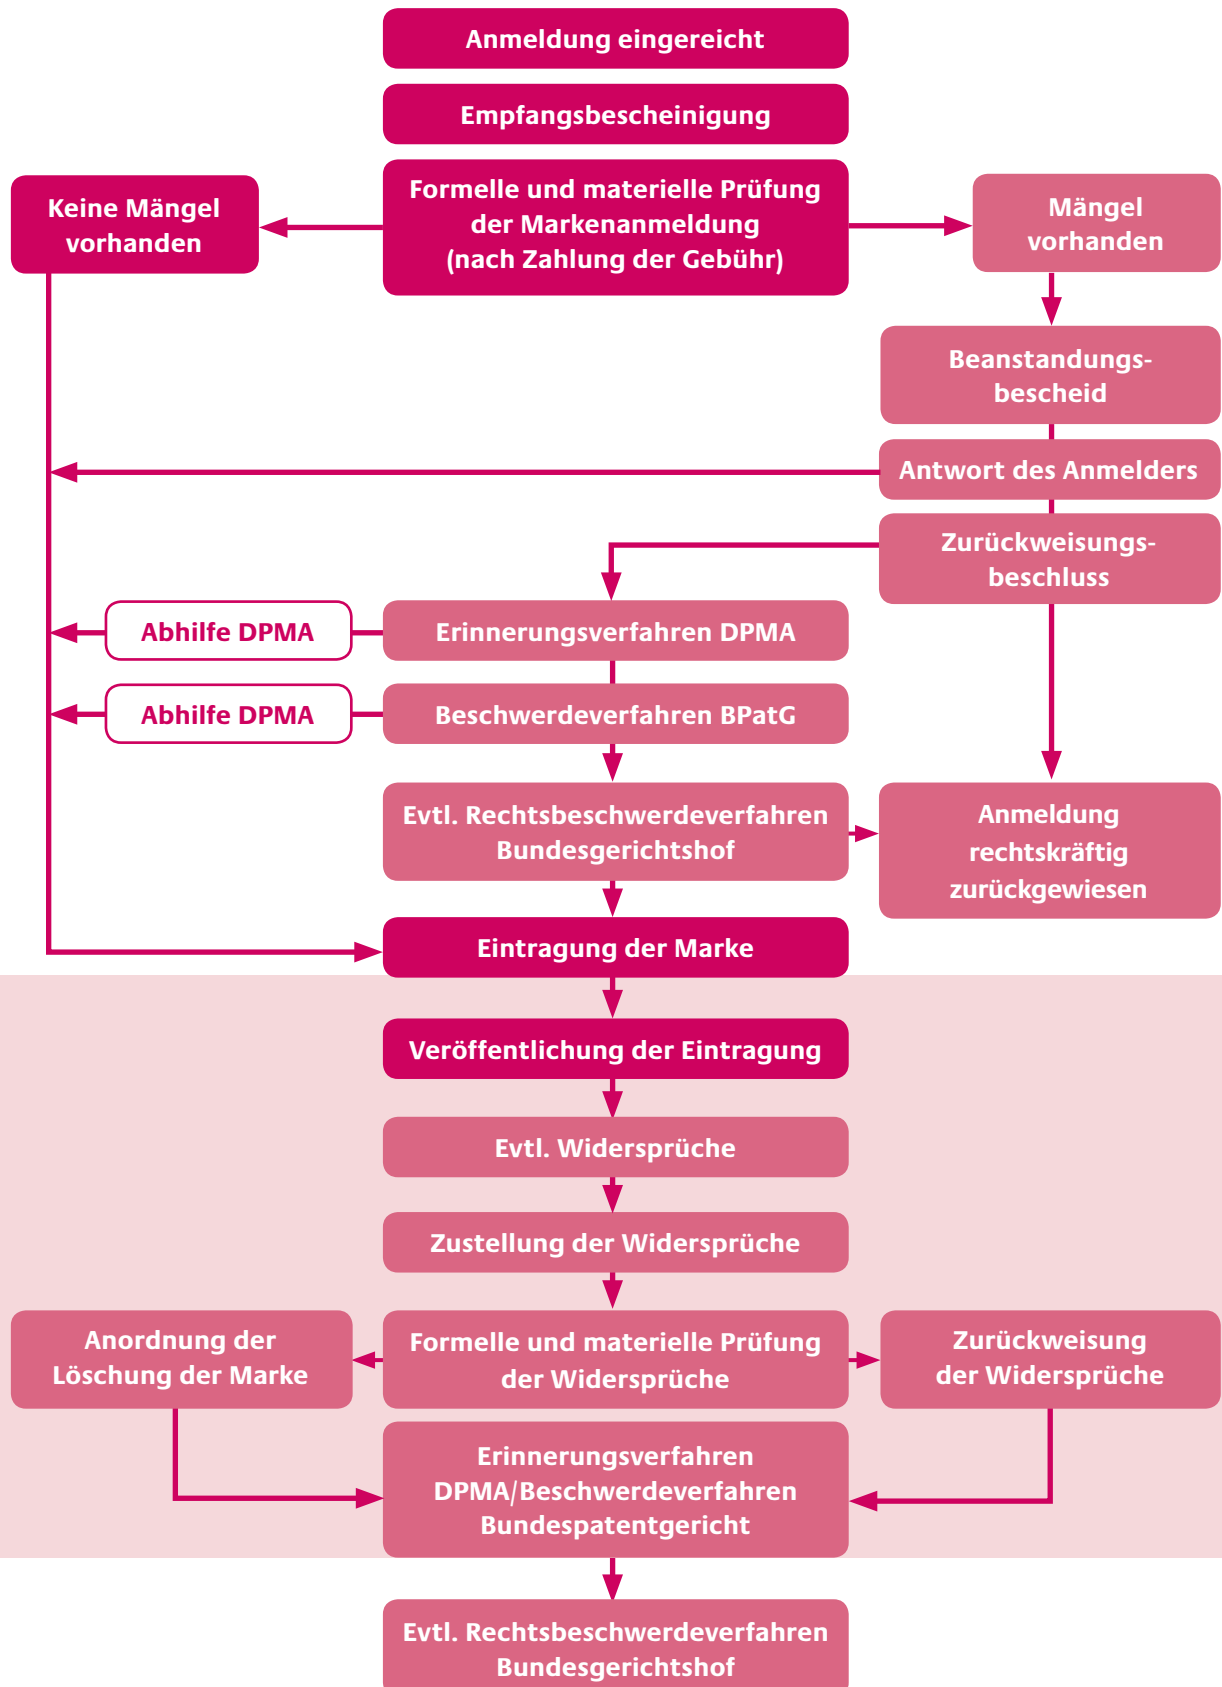 Anmeldung eingereicht
Empfangsbescheinigung
Keine Mängel
vorhanden
Formelle und materielle Prüfung
der Markenanmeldung
(nach Zahlung der Gebühr)
Mängel
vorhanden
Beanstandungs-
bescheid
Antwort des Anmelders
Zurückweisungs-
beschluss
Abhilfe DPMA
Erinnerungsverfahren DPMA
Abhilfe DPMA
Beschwerdeverfahren BPatG
Evtl. Rechtsbeschwerdeverfahren
Bundesgerichtshof
Anmeldung
rechtskräftig
zurückgewiesen
Eintragung der Marke
Veröffentlichung der Eintragung
Evtl. Widersprüche
Zustellung der Widersprüche
Anordnung der
Löschung der Marke
Formelle und materielle Prüfung
der Widersprüche
Zurückweisung
der Widersprüche
Erinnerungsverfahren
DPMA/Beschwerdeverfahren
Bundespatentgericht
Evtl. Rechtsbeschwerdeverfahren
Bundesgerichtshof